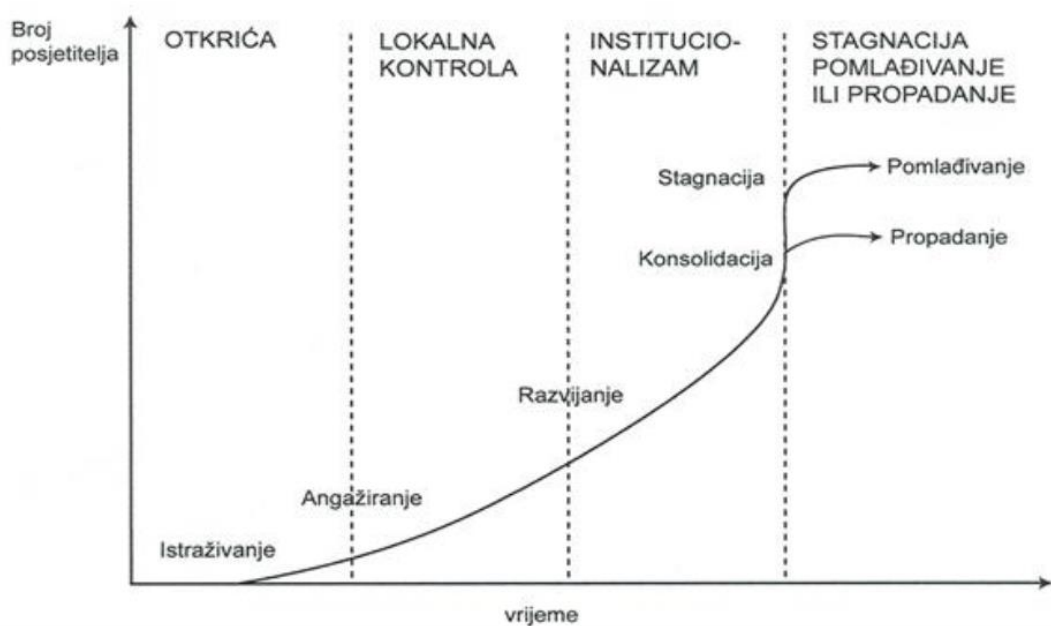 Broj
posjetitelja
OTKRIĆA
LOKALNA
KONTROLA
INSTITUCIO-
NALIZAM
STAGNACIJA
POMLAĐIVANJE
ILI PROPADANJE
Stagnacija
Pomlađivanje
Konsolidacija
Propadanje
Razvijanje
Angažiranje
Istraživanje
vrijeme